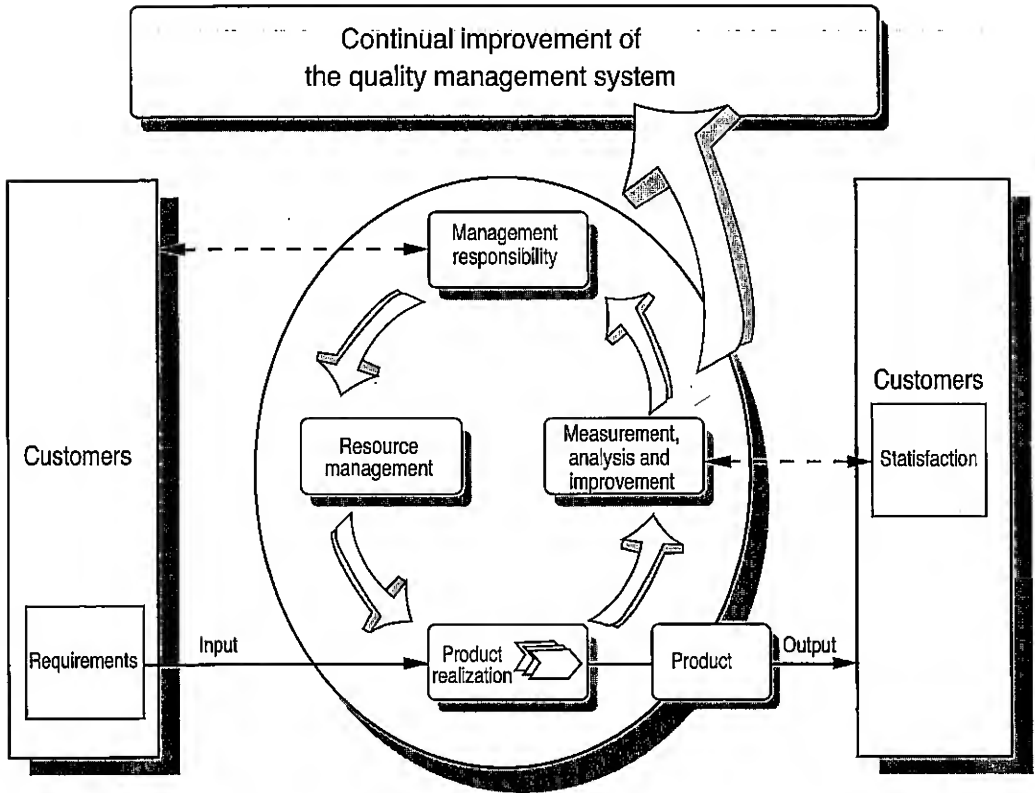 Continual improvement of
the quality management system
Management
responsibility
Customers
Resource
management
Measurement,
analysis and
improvement
Customers
Statisfaction
Requirements
Input
Product
realization
Product
Output